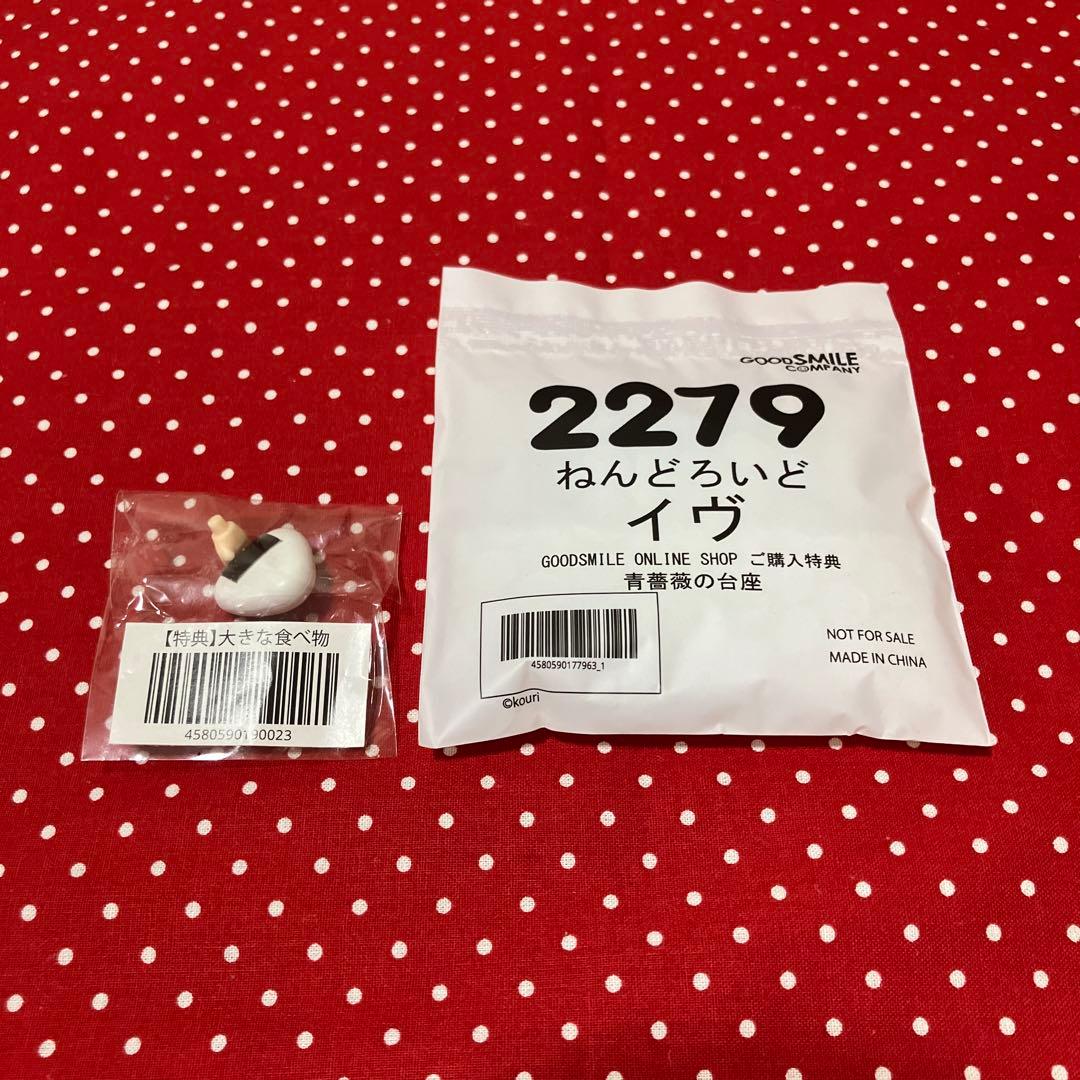 【特典】大きな食べ物
4580590190023
GOODSMILE
COMPANY
2279
ねんどろいど
イヴ
GOODSMILE ONLINE SHOP ご購入特典
青薔薇の台座
4580590177963_1
NOT FOR SALE
MADE IN CHINA
©kouri